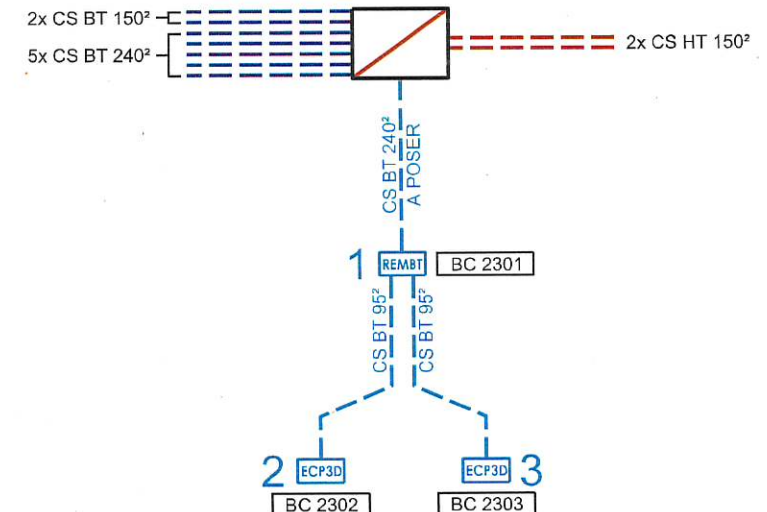 2x CS BT 150²
5x CS BT 240²
2x CS HT 150²
CS BT 240²
A POSER
1
REMBT
BC 2301
CS BT 95²
CS BT 95²
2
ECP3D
ECP3D
3
BC 2302
BC 2303